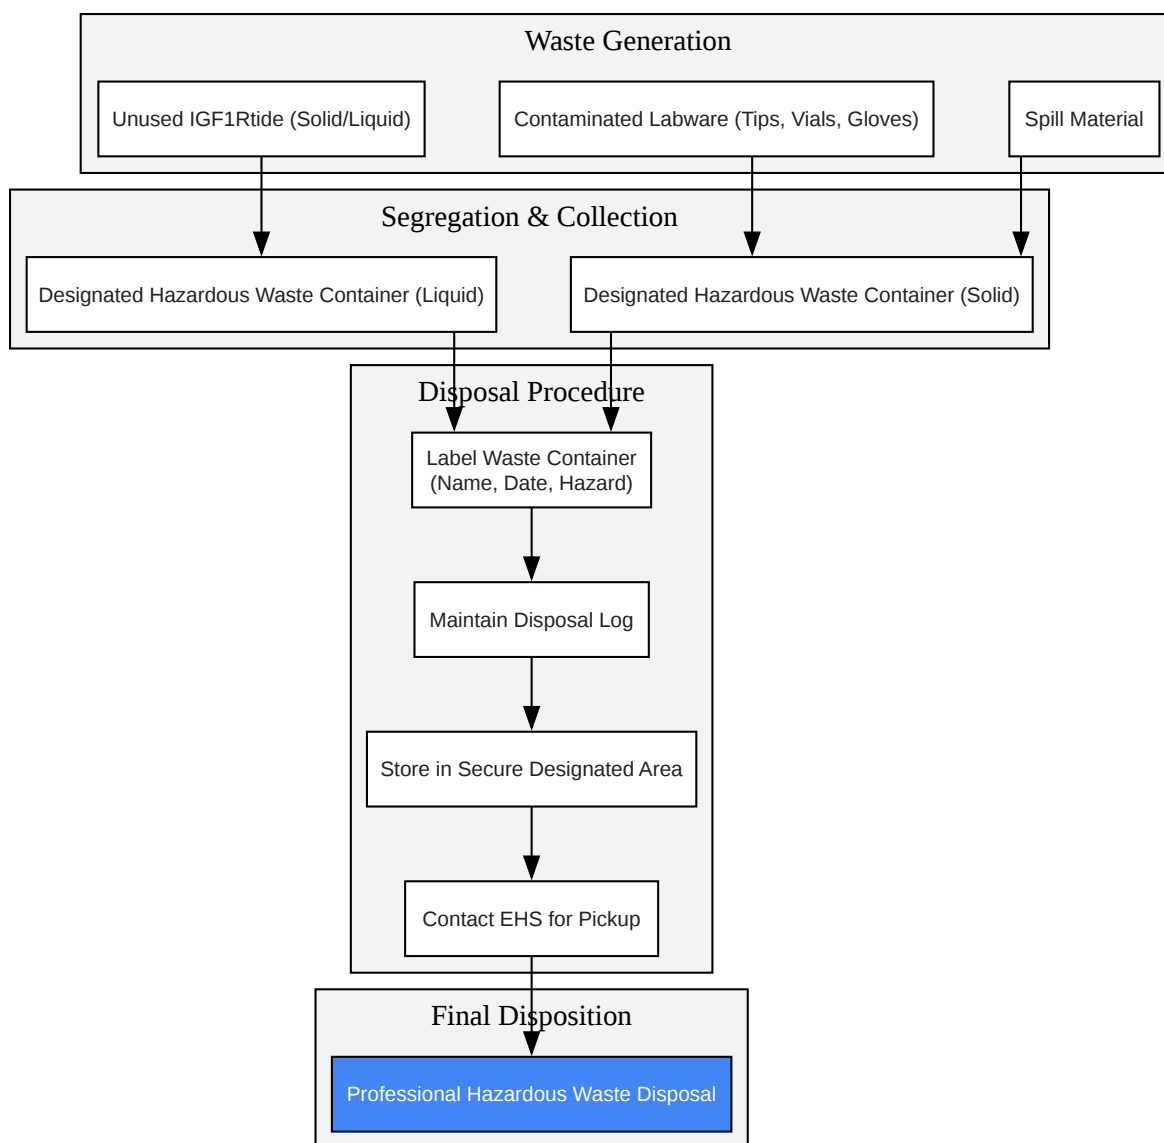 Waste Generation
Unused IGF1Rtide (Solid/Liquid)
Contaminated Labware (Tips, Vials, Gloves)
Spill Material
Segregation & Collection
Designated Hazardous Waste Container (Liquid)
Designated Hazardous Waste Container (Solid)
Disposal Procedure
Label Waste Container
(Name, Date, Hazard)
Maintain Disposal Log
Store in Secure Designated Area
Contact EHS for Pickup
Final Disposition
Professional Hazardous Waste Disposal